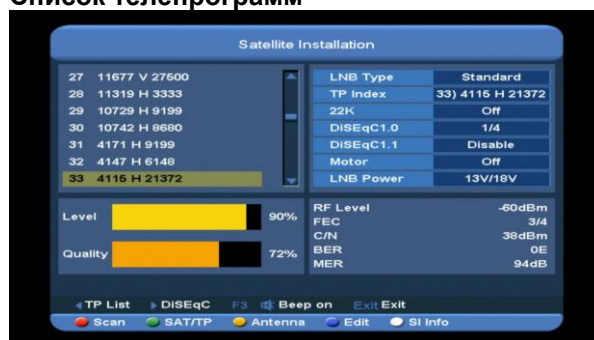 Список телепрограмм
Satellite Installation
27 11677 V 27500
28 11319 H 3333
29 10729 H 9199
30 10742 H 8680
31 4171 H 9199
32 4147 H 6148
33 4115 H 21372
LNB Type Standard
TP Index 33) 4115 H 21372
22K Off
DiSEqC1.0 1/4
DiSEqC1.1 Disable
Motor Off
LNB Power 13V/18V
Level 90%
Quality 72%
RF Level -60dBm
FEC 3/4
C/N 38dBm
BER 0E
MER 94dB
TP List DiSEqC F3 Beep on Exit Exit
Scan SAT/TP Antenna Edit SI Info